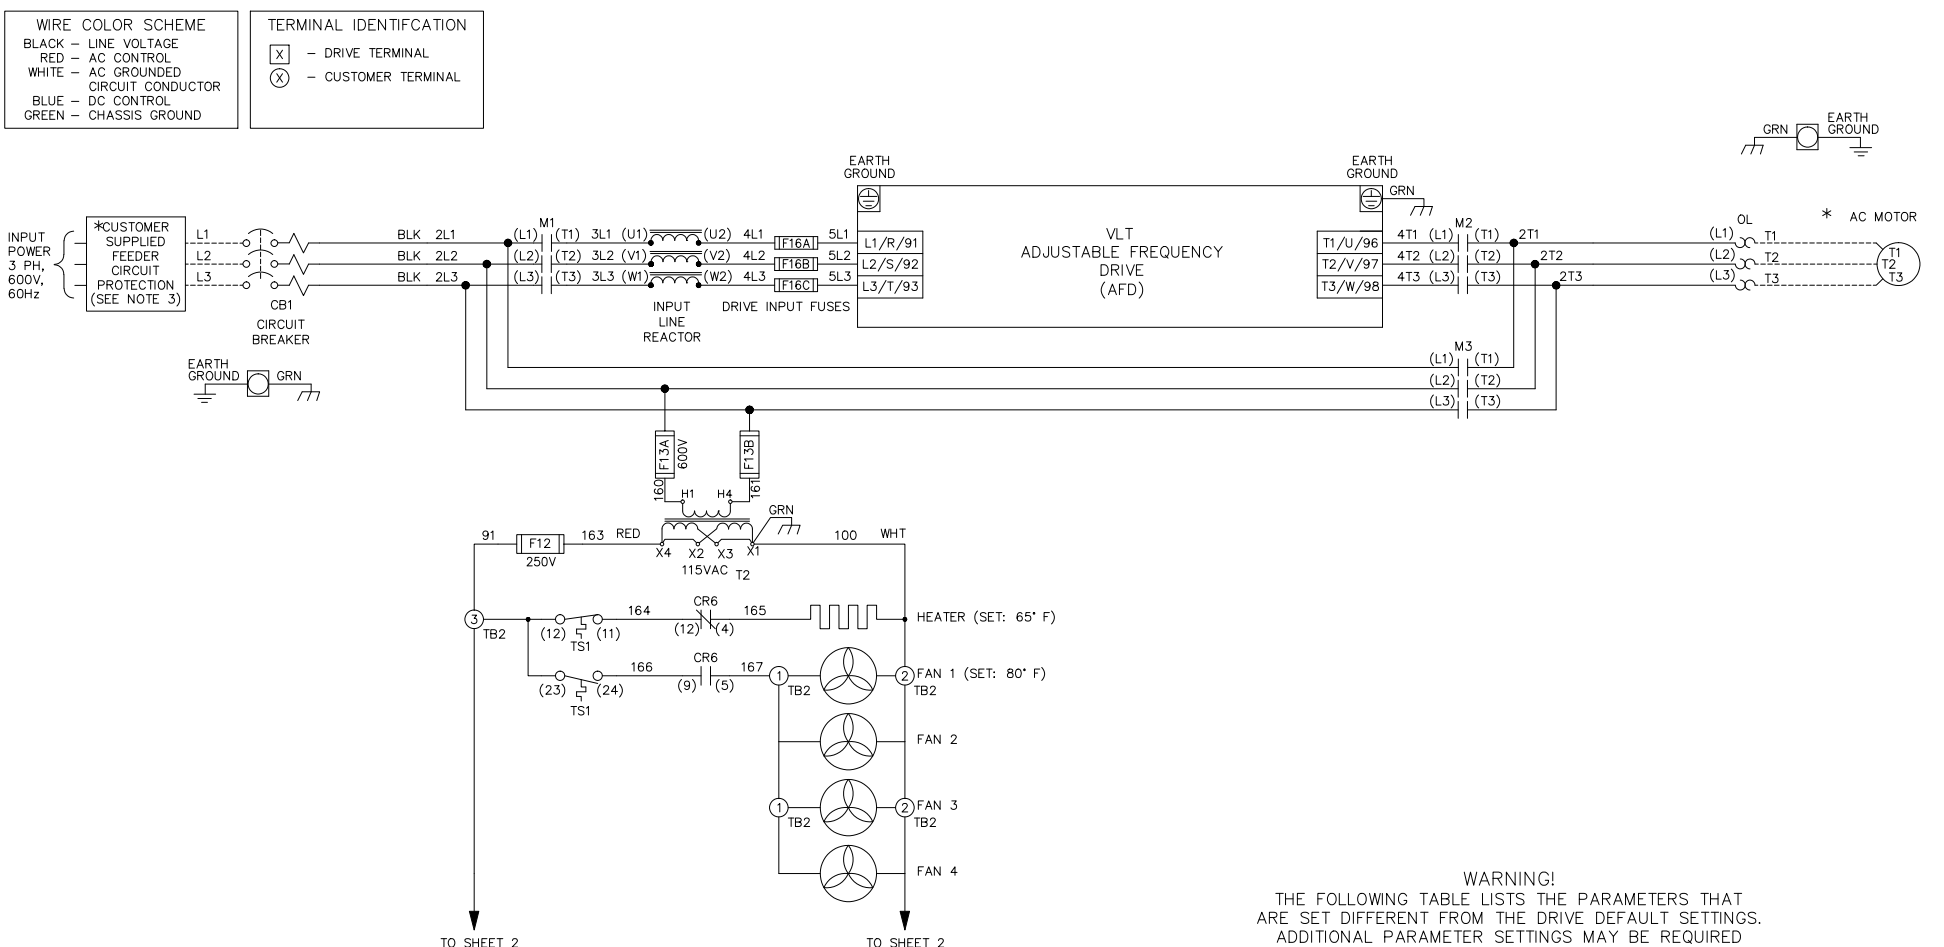 WIRE COLOR SCHEME
BLACK – LINE VOLTAGE
RED – AC CONTROL
WHITE – AC GROUNDED
CIRCUIT CONDUCTOR
BLUE – DC CONTROL
GREEN – CHASSIS GROUND
TERMINAL IDENTIFCATION
X – DRIVE TERMINAL
X – CUSTOMER TERMINAL
GRN
EARTH
GROUND
INPUT
POWER
3 PH,
600V,
60Hz
*CUSTOMER
SUPPLIED
FEEDER
CIRCUIT
PROTECTION
(SEE NOTE 3)
L1
L2
L3
CB1
CIRCUIT
BREAKER
EARTH
GROUND
GRN
M1
BLK 2L1 (L1) (T1) 3L1 (U1) (U2) 4L1 F16A 5L1
BLK 2L2 (L2) (T2) 3L2 (V1) (V2) 4L2 F16B 5L2
BLK 2L3 (L3) (T3) 3L3 (W1) (W2) 4L3 F16C 5L3
INPUT
LINE
REACTOR
DRIVE INPUT FUSES
EARTH
GROUND
L1/R/91
L2/S/92
L3/T/93
VLT
ADJUSTABLE FREQUENCY
DRIVE
(AFD)
EARTH
GROUND
GRN
T1/U/96
T2/V/97
T3/W/98
M2
4T1 (L1) (T1) 2T1
4T2 (L2) (T2) 2T2
4T3 (L3) (T3) 2T3
OL
(L1) T1
(L2) T2
(L3) T3
* AC MOTOR
T1
T2
T3
M3
(L1) (T1)
(L2) (T2)
(L3) (T3)
F13A
600V
F13B
160
161
H1 H4
GRN
91 F12 163 RED
250V
X4 X2 X3 X1
100 WHT
115VAC T2
3
TB2
(12) (11)
TS1
164
CR6
(12) (4)
165
HEATER (SET: 65° F)
(23) (24)
TS1
166
CR6
(9) (5)
167
1
TB2
2
TB2
FAN 1 (SET: 80° F)
FAN 2
1
TB2
2
TB2
FAN 3
FAN 4
TO SHEET 2
TO SHEET 2
WARNING!
THE FOLLOWING TABLE LISTS THE PARAMETERS THAT
ARE SET DIFFERENT FROM THE DRIVE DEFAULT SETTINGS.
ADDITIONAL PARAMETER SETTINGS MAY BE REQUIRED